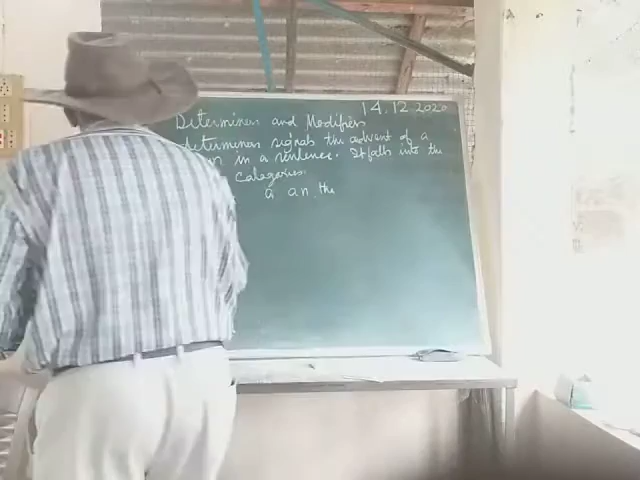 14.12.2020
Determiners and Modifiers
determiner signals the advent of a
in a sentence. It falls into the
categories.
a an, the